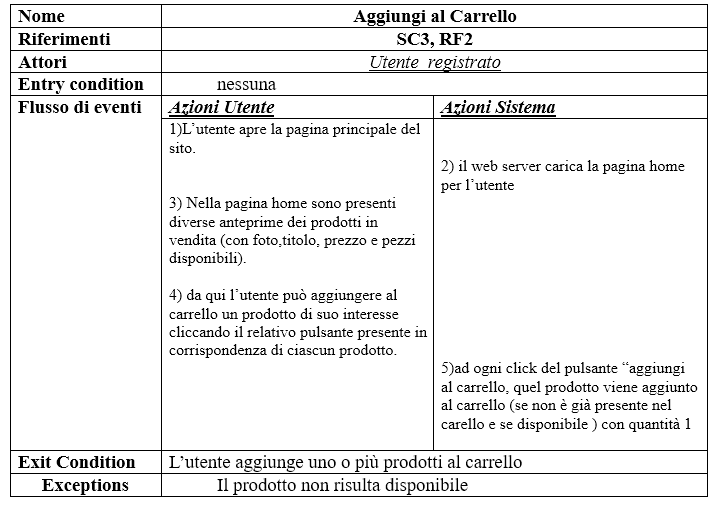 Nome Aggiungi al Carrello
Riferimenti SC3, RF2
Attori Utente registrato
Entry condition nessuna
Flusso di eventi Azioni Utente Azioni Sistema
1)L’utente apre la pagina principale del
sito.
2) il web server carica la pagina home
per l’utente
3) Nella pagina home sono presenti
diverse anteprime dei prodotti in
vendita (con foto,titolo, prezzo e pezzi
disponibili).
4) da qui l’utente può aggiungere al
carrello un prodotto di suo interesse
cliccando il relativo pulsante presente in
corrispondenza di ciascun prodotto.
5)ad ogni click del pulsante “aggiungi
al carrello, quel prodotto viene aggiunto
al carrello (se non è già presente nel
carello e se disponibile ) con quantità 1
Exit Condition L’utente aggiunge uno o più prodotti al carrello
Exceptions Il prodotto non risulta disponibile